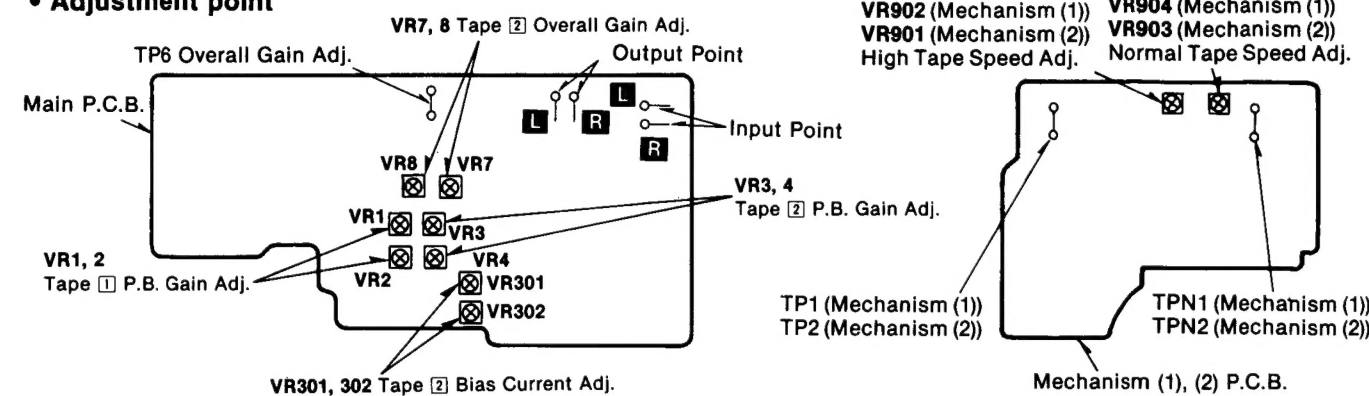 • Adjustment point
VR7, 8 Tape 2 Overall Gain Adj.
TP6 Overall Gain Adj.
Output Point
Main P.C.B.
L
R
L
R
Input Point
VR8
VR7
VR3, 4
Tape 2 P.B. Gain Adj.
VR1
VR3
VR1, 2
Tape 1 P.B. Gain Adj.
VR2
VR4
VR301
VR302
VR301, 302 Tape 2 Bias Current Adj.
VR902 (Mechanism (1))
VR901 (Mechanism (2))
High Tape Speed Adj.
VR904 (Mechanism (1))
VR903 (Mechanism (2))
Normal Tape Speed Adj.
TP1 (Mechanism (1))
TP2 (Mechanism (2))
TPN1 (Mechanism (1))
TPN2 (Mechanism (2))
Mechanism (1), (2) P.C.B.